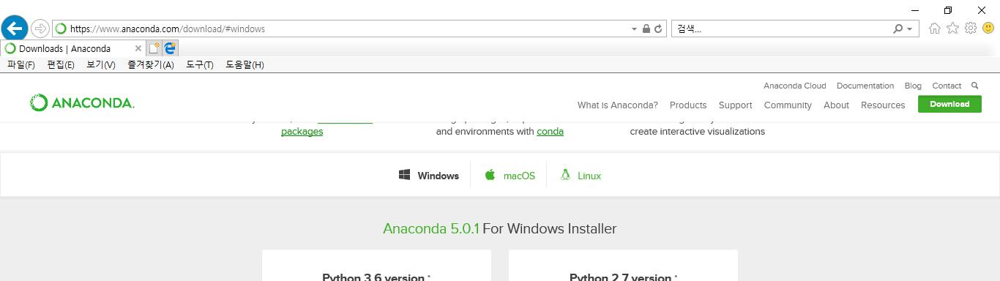 https://www.anaconda.com/download/#windows
검색...
Downloads | Anaconda
파일(F) 편집(E) 보기(V) 즐겨찾기(A) 도구(T) 도움말(H)
Anaconda Cloud Documentation Blog Contact
ANACONDA.
What is Anaconda? Products Support Community About Resources Download
packages
and environments with conda
create interactive visualizations
Windows macOS Linux
Anaconda 5.0.1 For Windows Installer
Python 3.6 version *
Python 2.7 version *